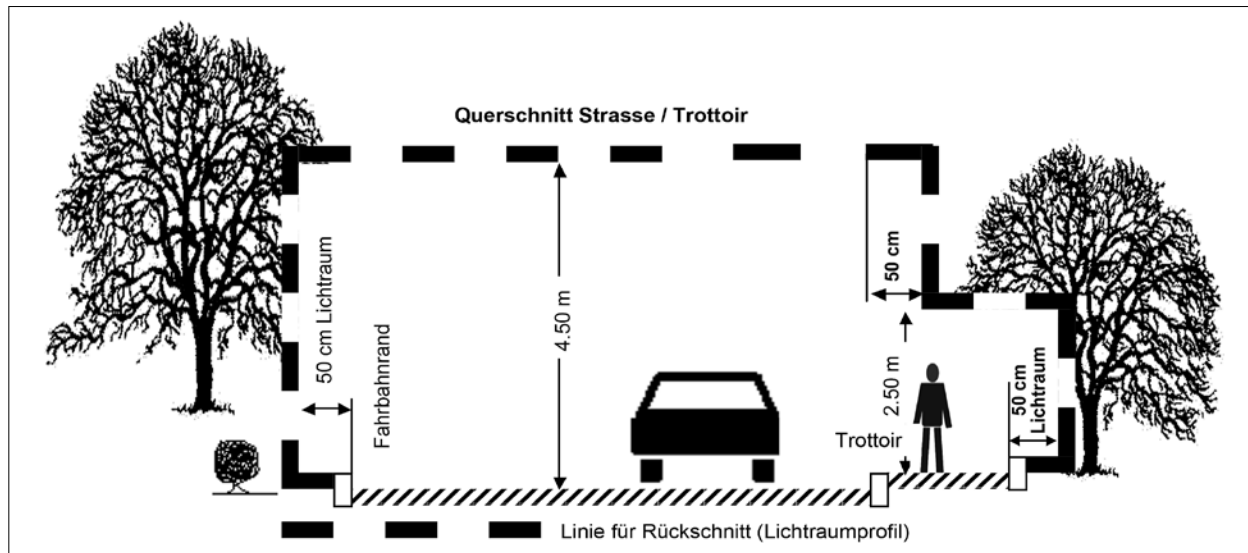 Querschnitt Strasse / Trottoir
50 cm Lichtraum
Fahrbahnrand
4.50 m
50 cm
2.50 m
Trottoir
50 cm
Lichtraum
Linie für Rückschnitt (Lichtraumprofil)